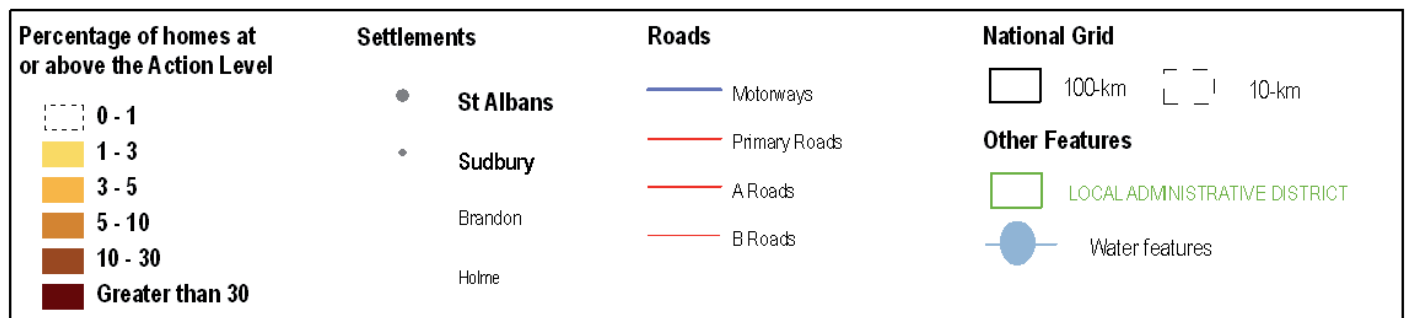 Percentage of homes at
or above the Action Level
0 - 1
1 - 3
3 - 5
5 - 10
10 - 30
Greater than 30
Settlements
St Albans
Sudbury
Brandon
Holme
Roads
Motorways
Primary Roads
A Roads
B Roads
National Grid
100-km
10-km
Other Features
LOCAL ADMINISTRATIVE DISTRICT
Water features